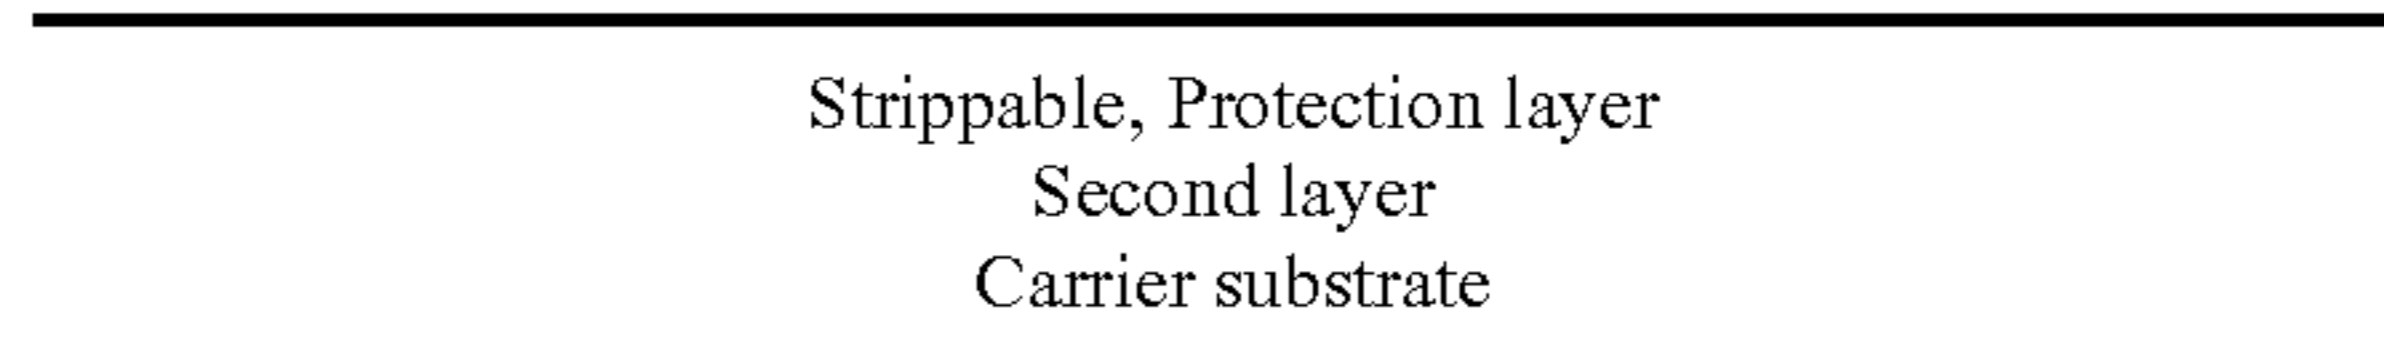 Strippable, Protection layer
Second layer
Carrier substrate